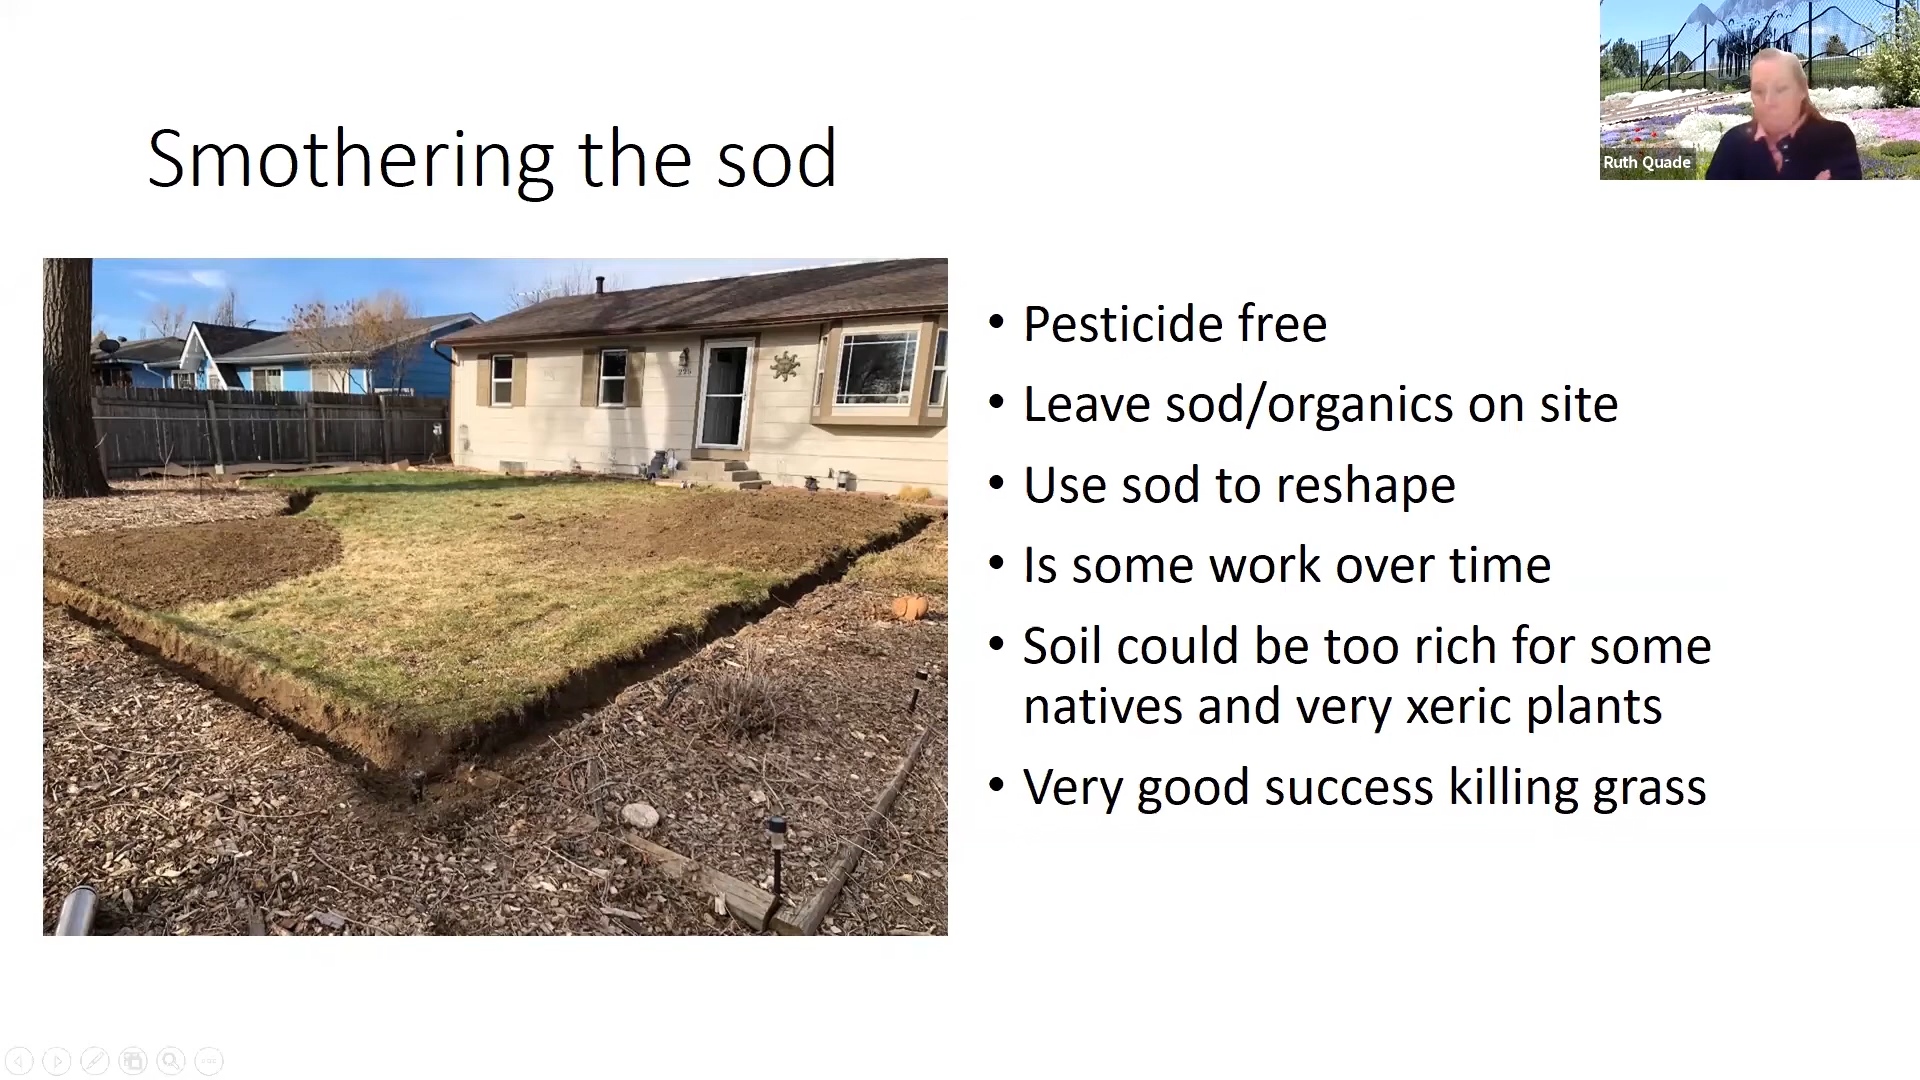 Smothering the sod
Ruth Quade
• Pesticide free
• Leave sod/organics on site
• Use sod to reshape
• Is some work over time
• Soil could be too rich for some
natives and very xeric plants
• Very good success killing grass